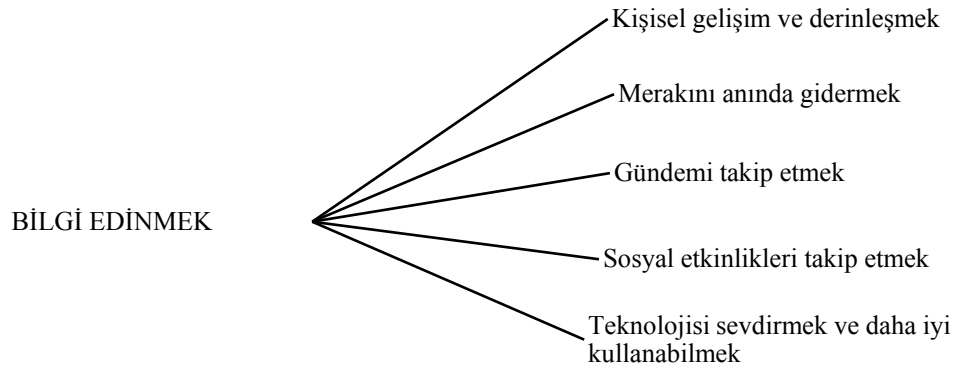 Kişisel gelişim ve derinleşmek
Merakını anında gidermek
Gündemi takip etmek
BİLGİ EDİNMEK
Sosyal etkinlikleri takip etmek
Teknolojisi sevdirmek ve daha iyi
kullanabilmek